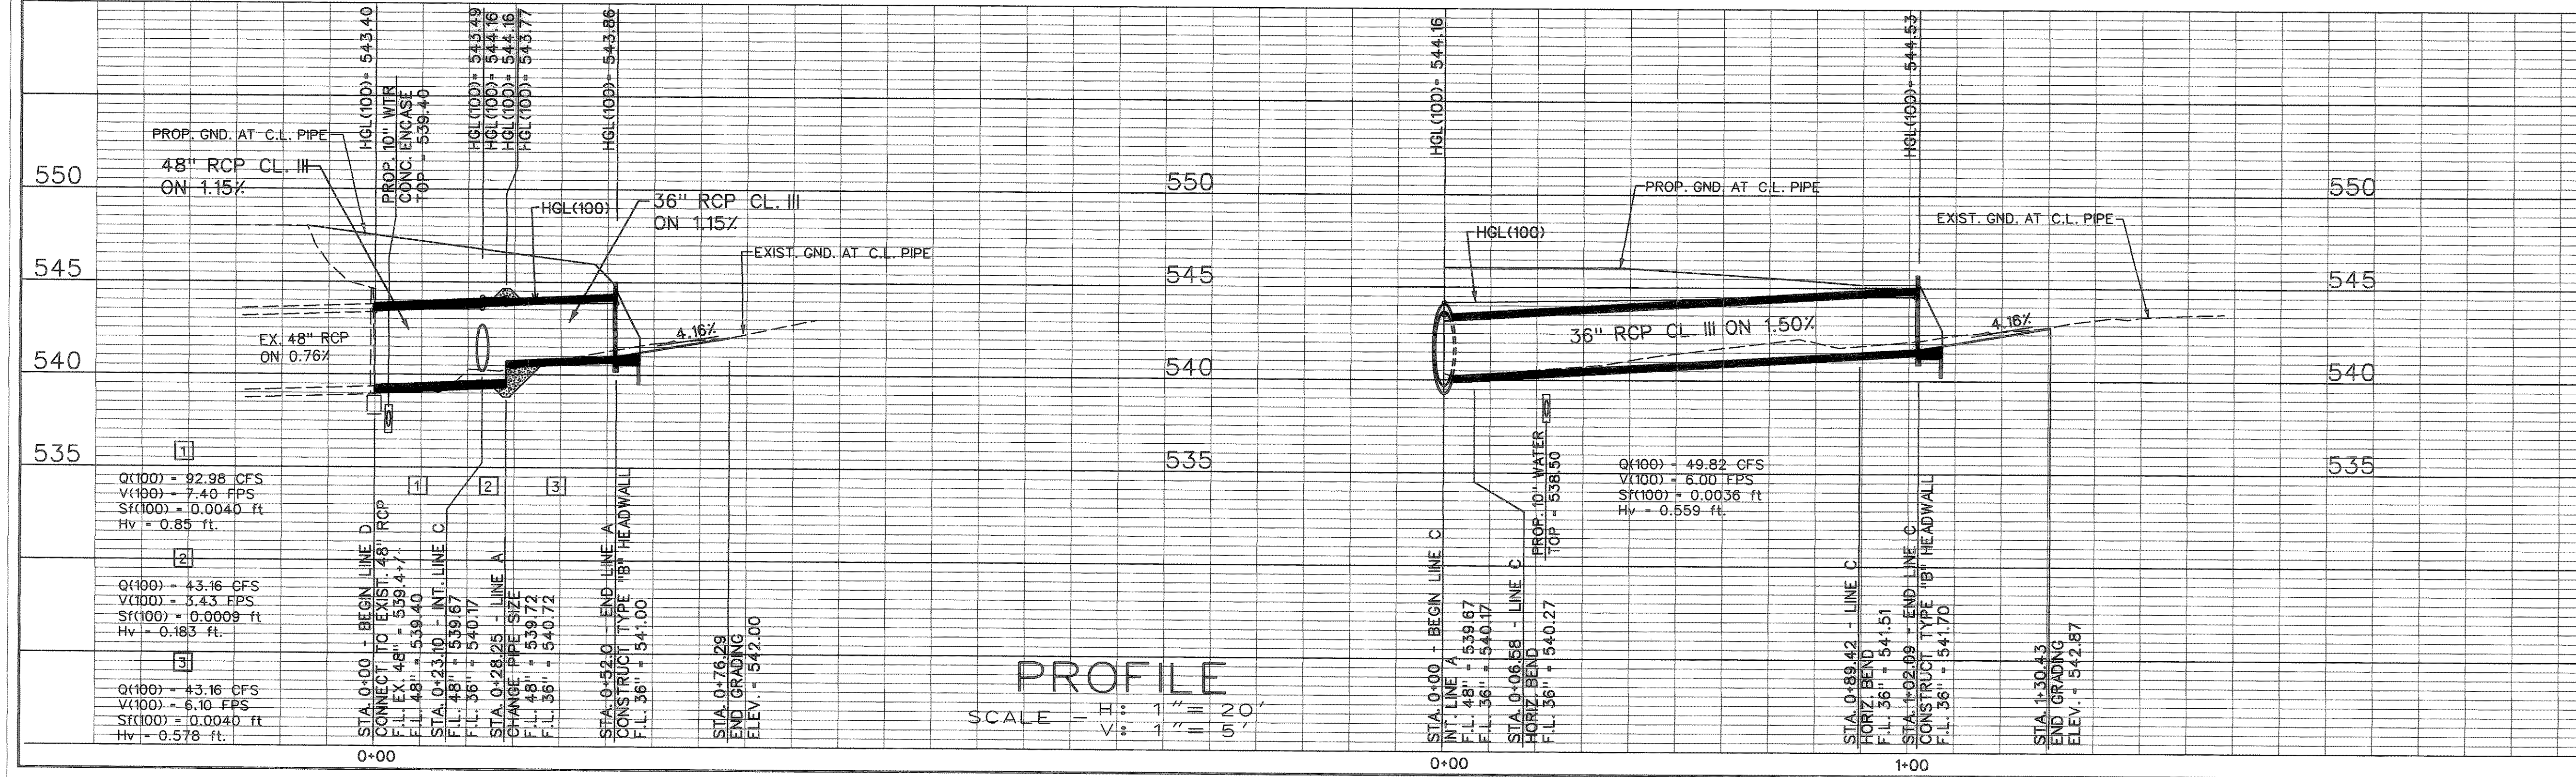 HGL(100)= 543.40
PROP. 10" WTR
CONC. ENCASE
TOP = 539.40
HGL(100)= 543.49
HGL(100)= 544.16
HGL(100)= 544.16
HGL(100)= 543.77
HGL(100)= 543.86
HGL(100)= 544.16
HGL(100)= 544.53
PROP. GND. AT C.L. PIPE
48" RCP CL. III
ON 1.15%
HGL(100)
36" RCP CL. III
ON 1.15%
EXIST. GND. AT C.L. PIPE
EX. 48" RCP
ON 0.76%
4.16%
550
545
540
535
550
545
540
535
550
545
540
535
PROP. GND. AT C.L. PIPE
HGL(100)
EXIST. GND. AT C.L. PIPE
36" RCP CL. III ON 1.50%
4.16%
1
Q(100) = 92.98 CFS
V(100) = 7.40 FPS
Sf(100) = 0.0040 ft
Hv = 0.85 ft.
2
Q(100) = 43.16 CFS
V(100) = 3.43 FPS
Sf(100) = 0.0009 ft
Hv = 0.183 ft.
3
Q(100) = 43.16 CFS
V(100) = 6.10 FPS
Sf(100) = 0.0040 ft
Hv = 0.578 ft.
1
2
3
STA. 0+00 - BEGIN LINE D
CONNECT TO EXIST. 48" RCP
F.L. EX. 48" = 539.4+/-
F.L. 48" = 539.40
STA. 0+23.10 - INT. LINE C
F.L. 48" = 539.67
F.L. 36" = 540.17
STA. 0+28.25 - LINE A
CHANGE PIPE SIZE
F.L. 48" = 539.72
F.L. 36" = 540.72
STA. 0+52.0 - END LINE A
CONSTRUCT TYPE "B" HEADWALL
F.L. 36" = 541.00
STA. 0+76.29
END GRADING
ELEV. = 542.00
Q(100) = 49.82 CFS
V(100) = 6.00 FPS
Sf(100) = 0.0036 ft
Hv = 0.559 ft.
STA. 0+00 - BEGIN LINE C
INT. LINE A
F.L. 48" = 539.67
F.L. 36" = 540.17
STA. 0+06.58 - LINE C
HORIZ. BEND
F.L. 36" = 540.27
PROP. 10" WATER
TOP = 538.50
STA. 0+89.42 - LINE C
HORIZ BEND
F.L. 36" = 541.51
STA. 1+02.09 - END LINE C
CONSTRUCT TYPE "B" HEADWALL
F.L. 36" = 541.70
STA. 1+30.43
END GRADING
ELEV. = 542.87
PROFILE
SCALE - H: 1"= 20'
V: 1"= 5'
0+00
0+00
1+00